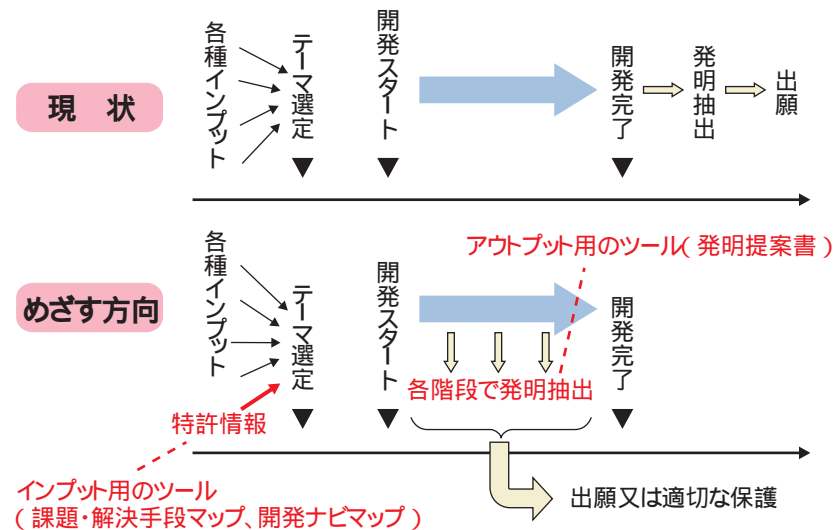 各種インプット
テーマ選定
開発スタート
開発完了
発明抽出
出願
現 状
アウトプット用のツール(発明提案書)
各種インプット
テーマ選定
開発スタート
開発完了
めざす方向
各階段で発明抽出
特許情報
インプット用のツール
(課題・解決手段マップ、開発ナビマップ)
出願又は適切な保護